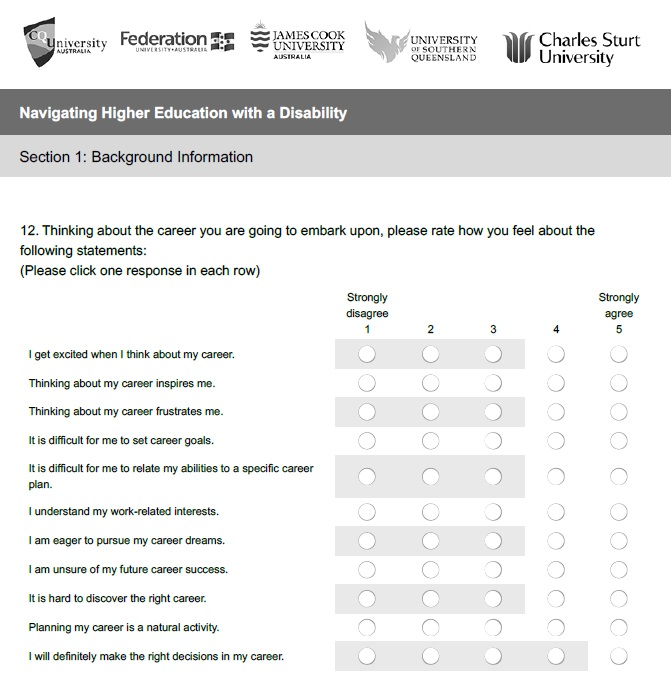 CQUniversity
AUSTRALIA
Federation
UNIVERSITY•AUSTRALIA
JAMES COOK
UNIVERSITY
AUSTRALIA
UNIVERSITY
OF SOUTHERN
QUEENSLAND
Charles Sturt
University
Navigating Higher Education with a Disability
Section 1: Background Information
12. Thinking about the career you are going to embark upon, please rate how you feel about the
following statements:
(Please click one response in each row)
Strongly Strongly
disagree agree
1 2 3 4 5
I get excited when I think about my career.
Thinking about my career inspires me.
Thinking about my career frustrates me.
It is difficult for me to set career goals.
It is difficult for me to relate my abilities to a specific career
plan.
I understand my work-related interests.
I am eager to pursue my career dreams.
I am unsure of my future career success.
It is hard to discover the right career.
Planning my career is a natural activity.
I will definitely make the right decisions in my career.